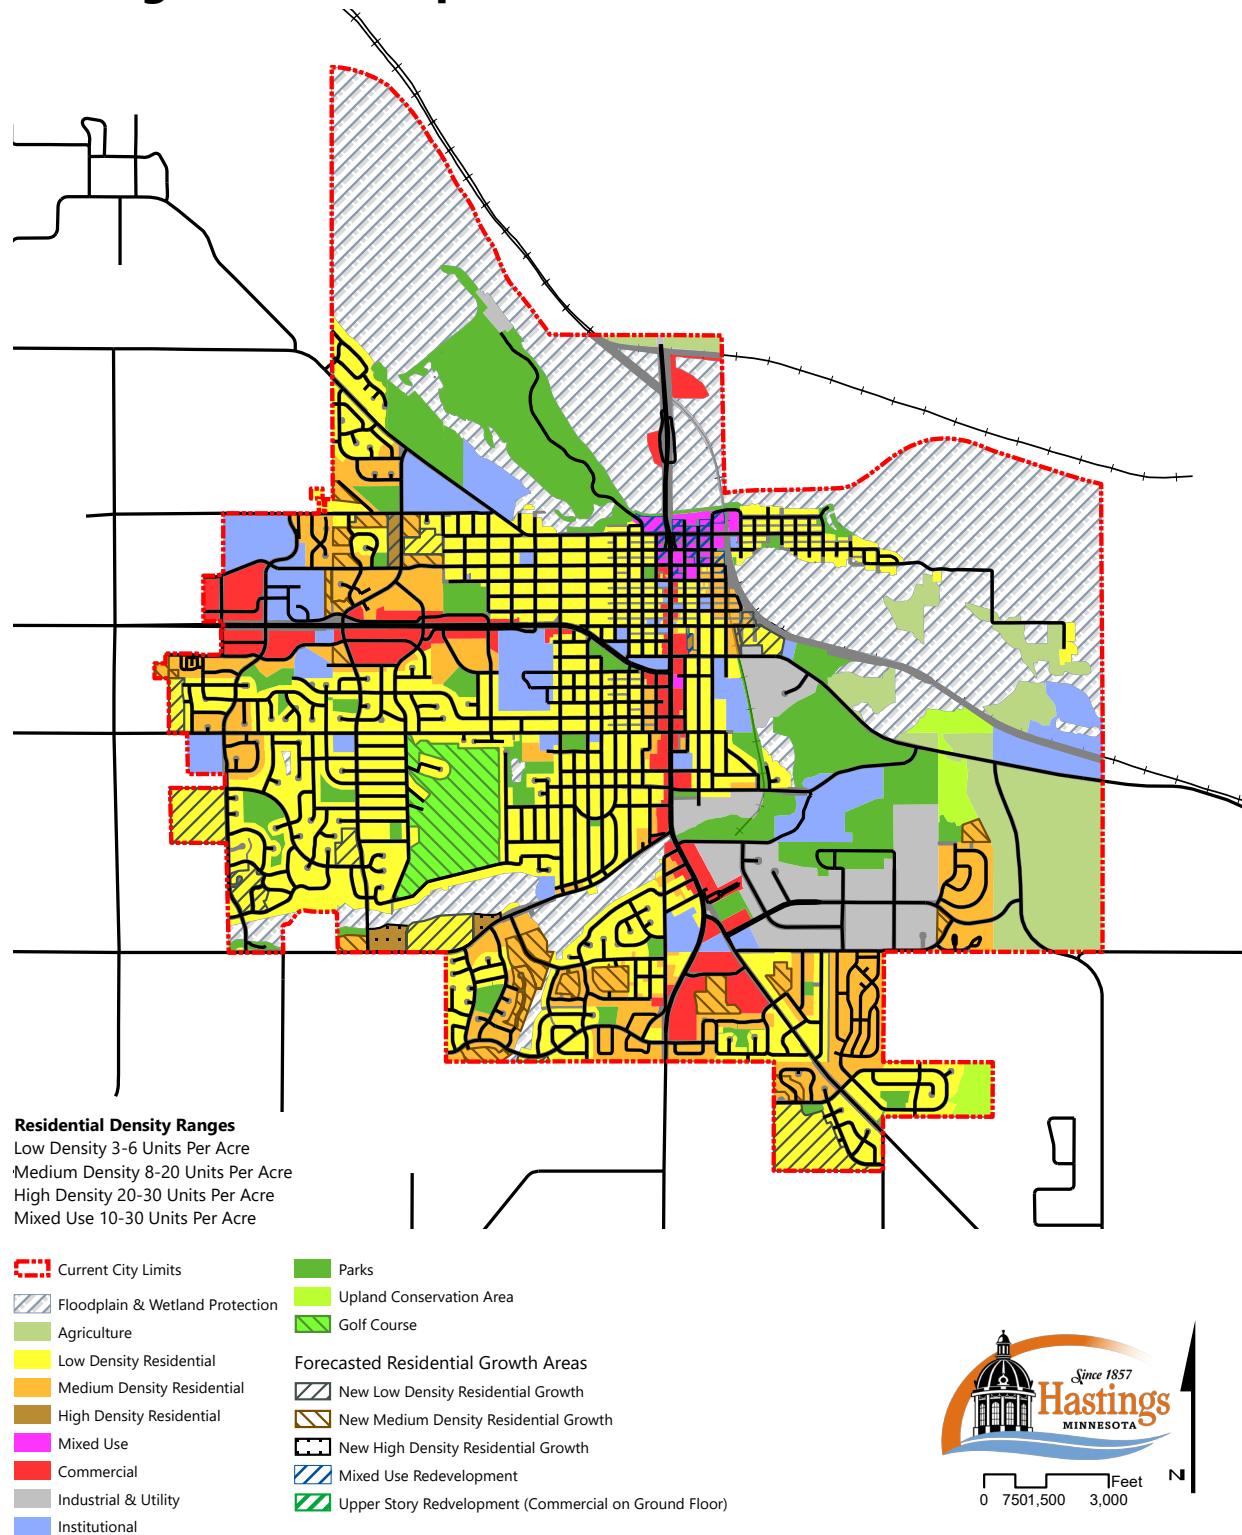 Residential Density Ranges
Low Density 3-6 Units Per Acre
Medium Density 8-20 Units Per Acre
High Density 20-30 Units Per Acre
Mixed Use 10-30 Units Per Acre
Current City Limits
Floodplain & Wetland Protection
Agriculture
Low Density Residential
Medium Density Residential
High Density Residential
Mixed Use
Commercial
Industrial & Utility
Institutional
Parks
Upland Conservation Area
Golf Course
Forecasted Residential Growth Areas
New Low Density Residential Growth
New Medium Density Residential Growth
New High Density Residential Growth
Mixed Use Redevelopment
Upper Story Redvelopment (Commercial on Ground Floor)
Since 1857
Hastings
MINNESOTA
Feet
0 7501,500 3,000
N